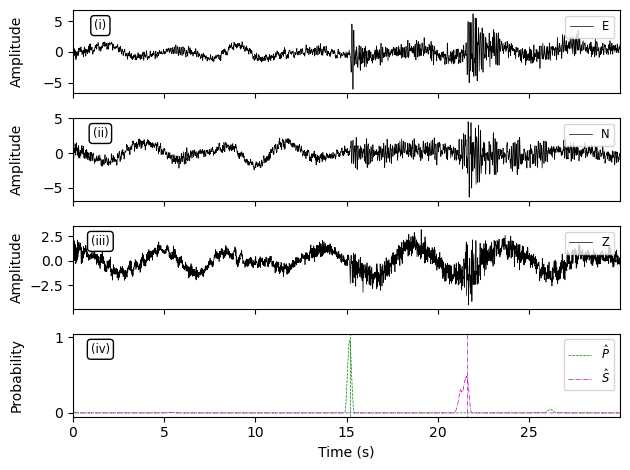 (i)
E
Amplitude
5
0
−5
(ii)
N
Amplitude
5
0
−5
(iii)
Z
Amplitude
2.5
0.0
−2.5
(iv)
P̂
Ŝ
Probability
1
0
0 5 10 15 20 25
Time (s)